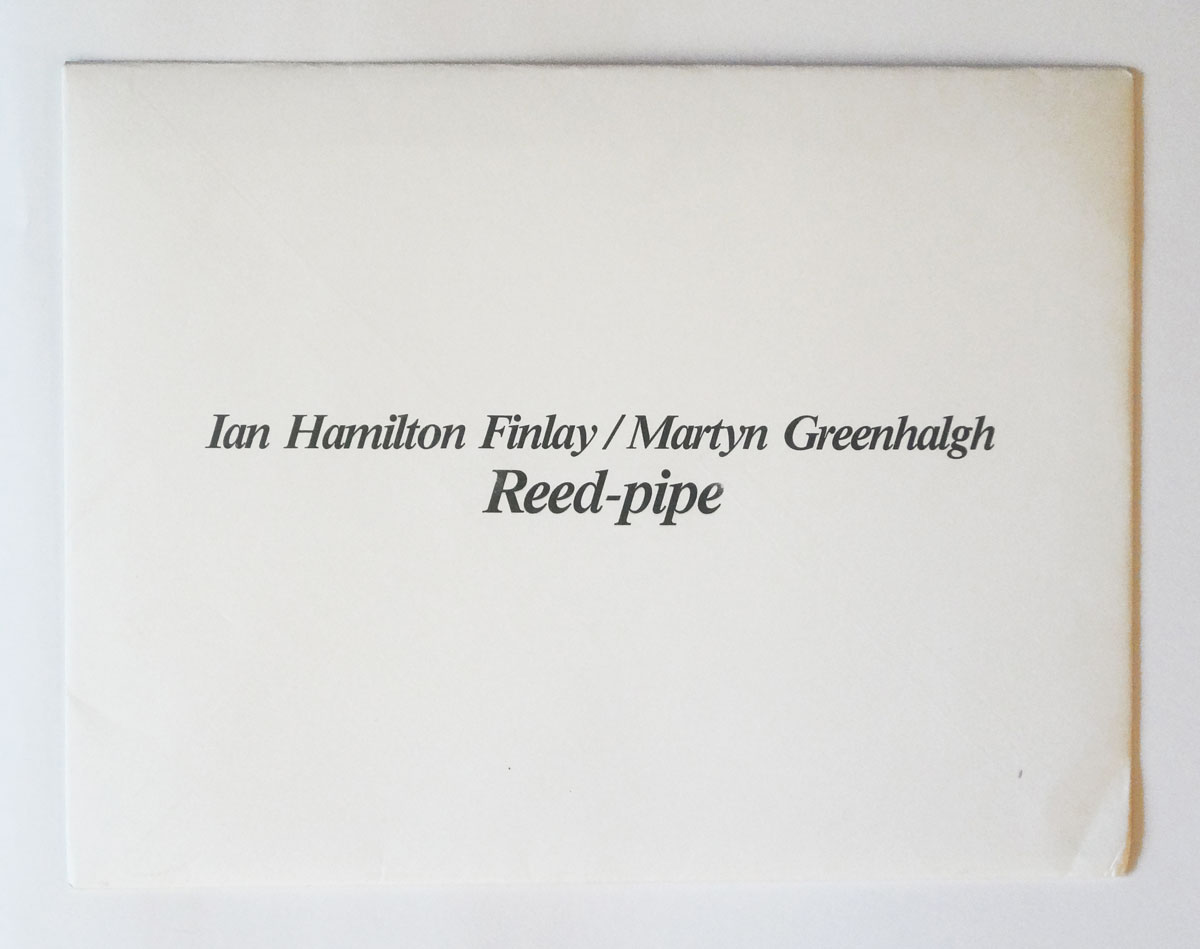 Ian Hamilton Finlay / Martyn Greenhalgh
Reed-pipe